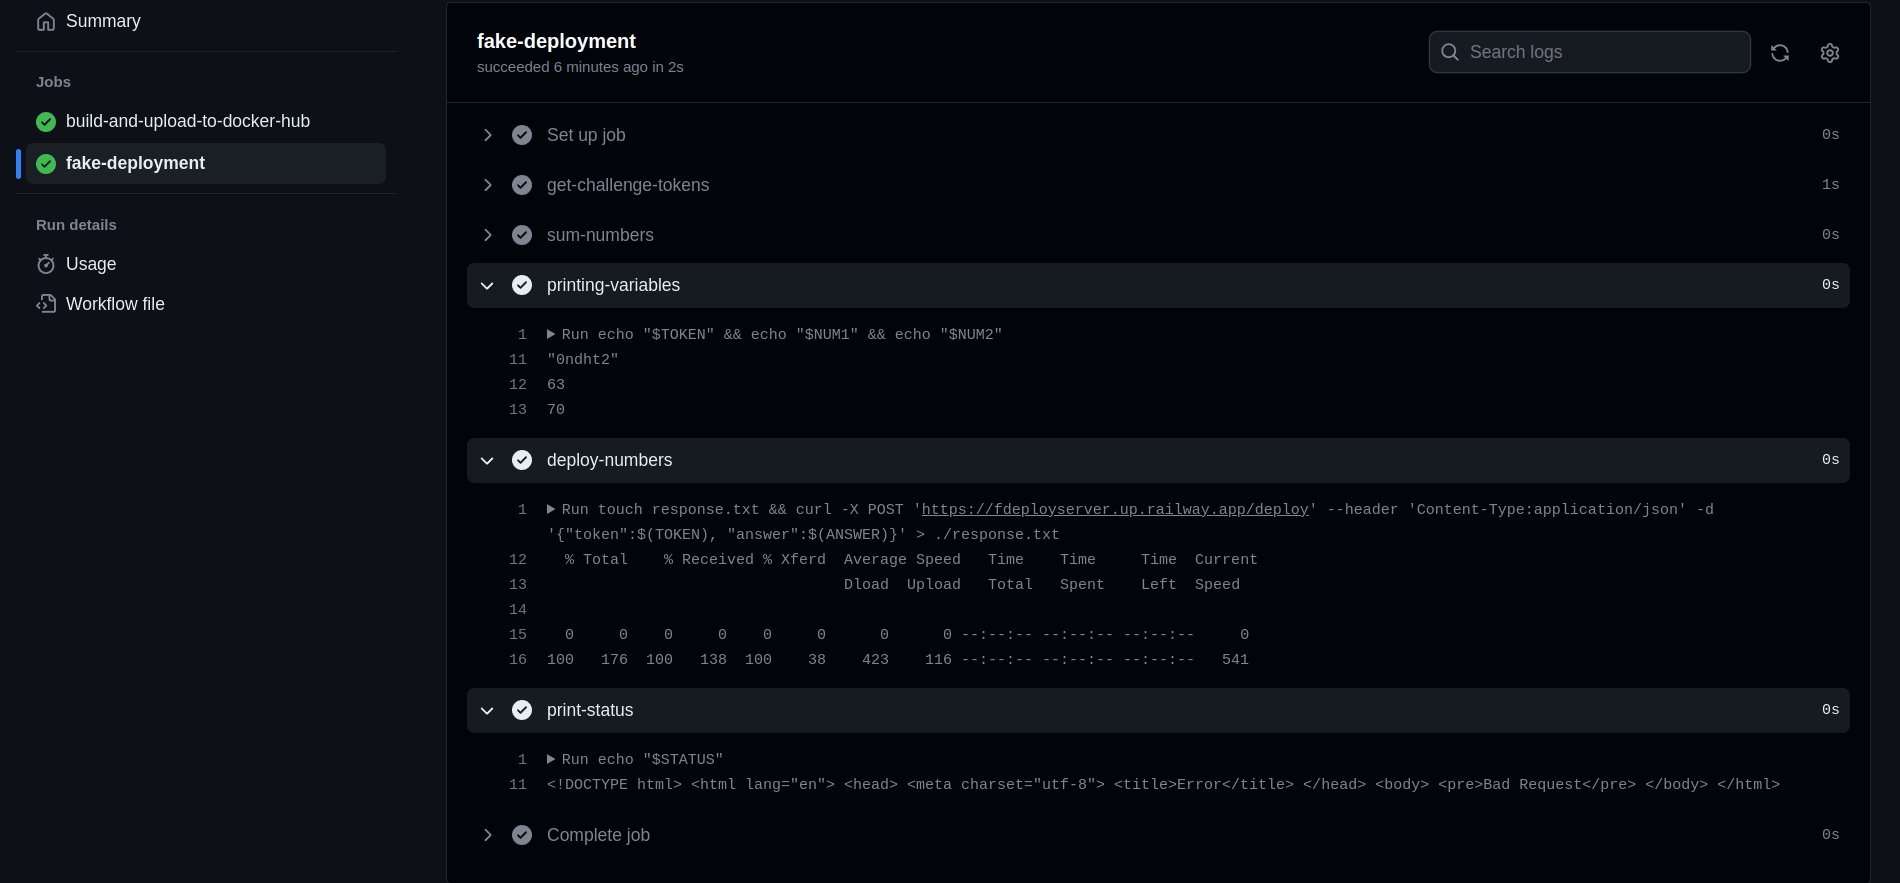 Summary
Jobs
build-and-upload-to-docker-hub
fake-deployment
Run details
Usage
Workflow file
fake-deployment
succeeded 6 minutes ago in 2s
Search logs
Set up job 0s
get-challenge-tokens 1s
sum-numbers 0s
printing-variables 0s
1 Run echo "$TOKEN" && echo "$NUM1" && echo "$NUM2"
11 "0ndht2"
12 63
13 70
deploy-numbers 0s
1 Run touch response.txt && curl -X POST 'https://fdeployserver.up.railway.app/deploy' --header 'Content-Type:application/json' -d
'{"token":$(TOKEN), "answer":$(ANSWER)}' > ./response.txt
12 % Total % Received % Xferd Average Speed Time Time Time Current
13 Dload Upload Total Spent Left Speed
14
15 0 0 0 0 0 0 0 0 --:--:-- --:--:-- --:--:-- 0
16 100 176 100 138 100 38 423 116 --:--:-- --:--:-- --:--:-- 541
print-status 0s
1 Run echo "$STATUS"
11 <!DOCTYPE html> <html lang="en"> <head> <meta charset="utf-8"> <title>Error</title> </head> <body> <pre>Bad Request</pre> </body> </html>
Complete job 0s